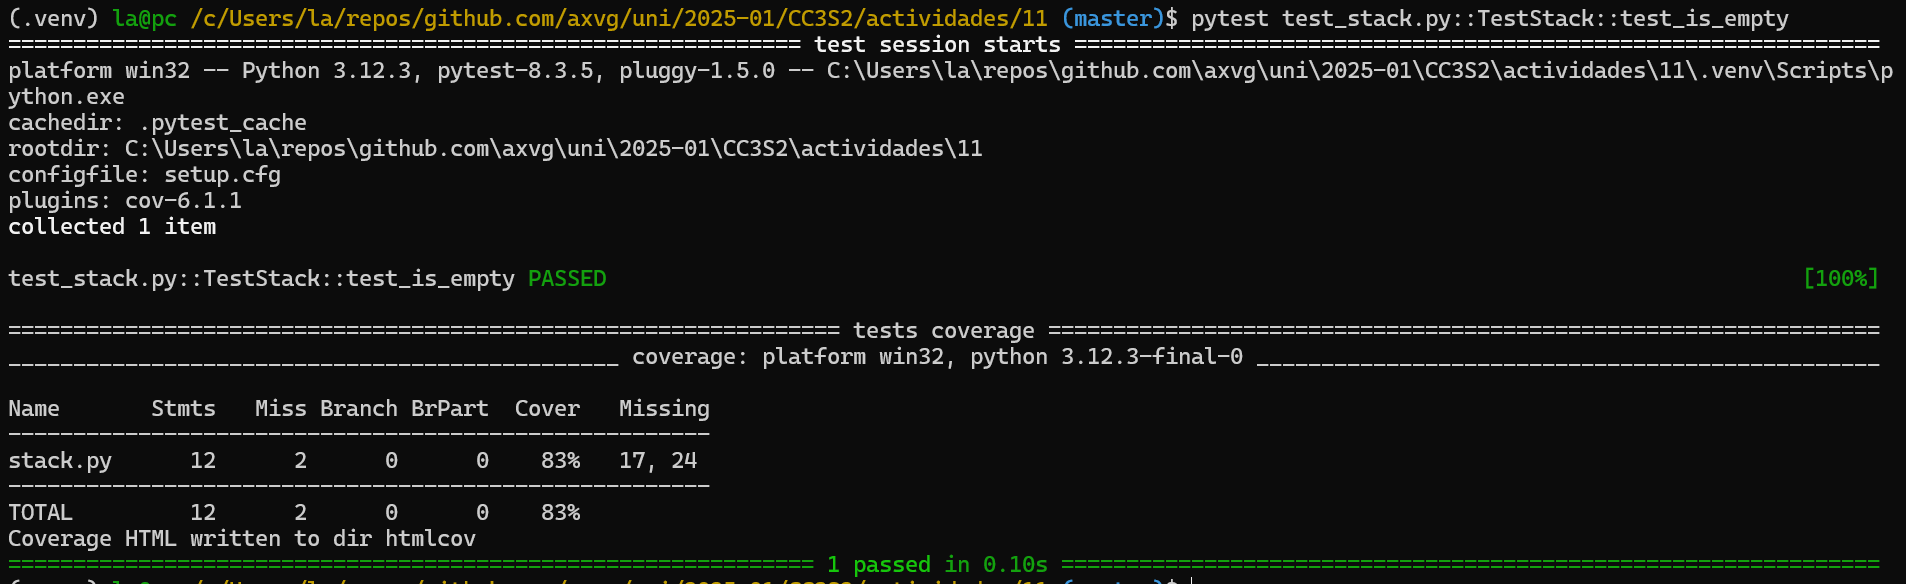 (.venv) la@pc /c/Users/la/repos/github.com/axvg/uni/2025-01/CC3S2/actividades/11 (master)$ pytest test_stack.py::TestStack::test_is_empty
============================================================= test session starts ==============================================================
platform win32 -- Python 3.12.3, pytest-8.3.5, pluggy-1.5.0 -- C:\Users\la\repos\github.com\axvg\uni\2025-01\CC3S2\actividades\11\.venv\Scripts\p
ython.exe
cachedir: .pytest_cache
rootdir: C:\Users\la\repos\github.com\axvg\uni\2025-01\CC3S2\actividades\11
configfile: setup.cfg
plugins: cov-6.1.1
collected 1 item
test_stack.py::TestStack::test_is_empty PASSED [100%]
================================================================ tests coverage ================================================================
_______________________________________________ coverage: platform win32, python 3.12.3-final-0 ________________________________________________
Name       Stmts   Miss Branch BrPart  Cover   Missing
------------------------------------------------------
stack.py      12      2      0      0    83%   17, 24
------------------------------------------------------
TOTAL         12      2      0      0    83%
Coverage HTML written to dir htmlcov
============================================================== 1 passed in 0.10s ===============================================================